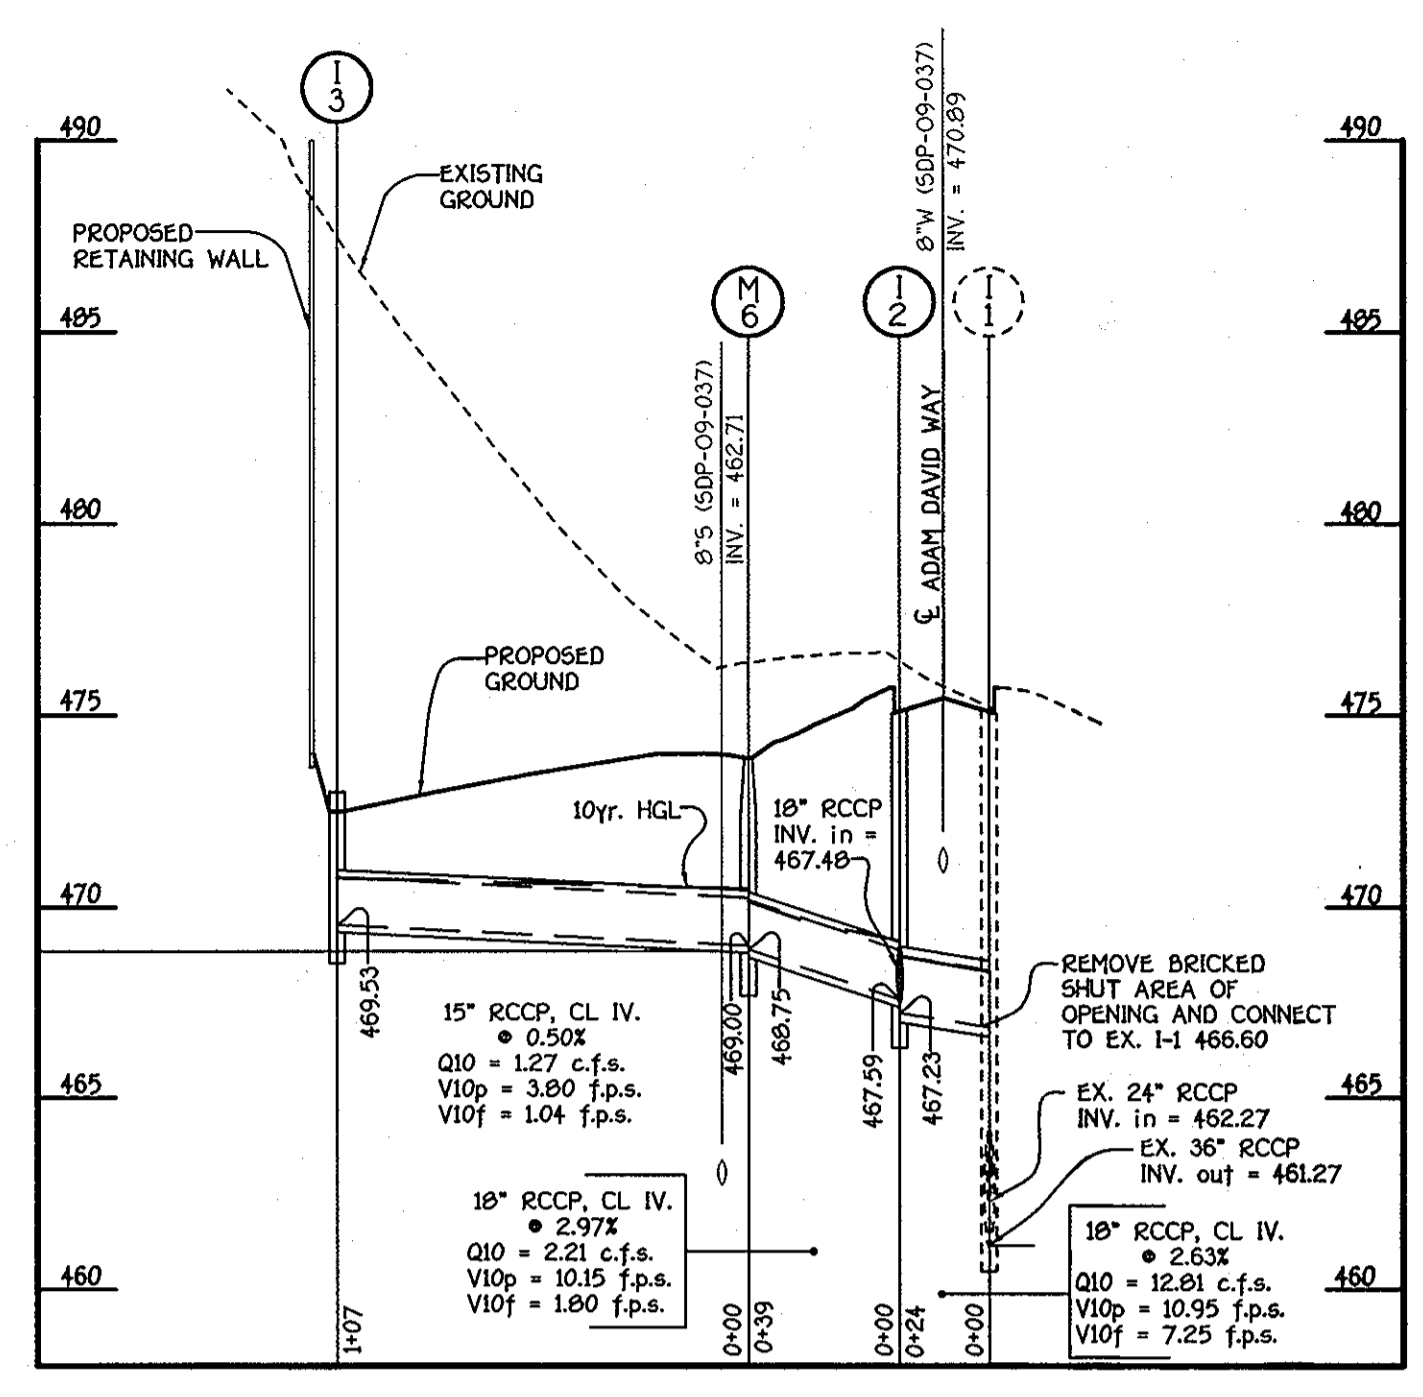 I
3
490
490
EXISTING
GROUND
PROPOSED
RETAINING WALL
8"W (SDP-09-037)
INV. = 470.89
M
6
I
2
I
1
485
485
8"S (SDP-09-037)
INV. = 462.71
℄ ADAM DAVID WAY
480
480
PROPOSED
GROUND
475
475
10yr. HGL
18" RCCP
INV. in =
467.48
470
470
469.53
469.00
468.75
467.59
467.23
REMOVE BRICKED
SHUT AREA OF
OPENING AND CONNECT
TO EX. I-1 466.60
15" RCCP, CL IV.
@ 0.50%
Q10 = 1.27 c.f.s.
V10p = 3.80 f.p.s.
V10f = 1.04 f.p.s.
465
465
EX. 24" RCCP
INV. in = 462.27
EX. 36" RCCP
INV. out = 461.27
18" RCCP, CL IV.
@ 2.97%
Q10 = 2.21 c.f.s.
V10p = 10.15 f.p.s.
V10f = 1.80 f.p.s.
18" RCCP, CL IV.
@ 2.63%
Q10 = 12.81 c.f.s.
V10p = 10.95 f.p.s.
V10f = 7.25 f.p.s.
460
460
1+07
0+00
0+39
0+00
0+24
0+00